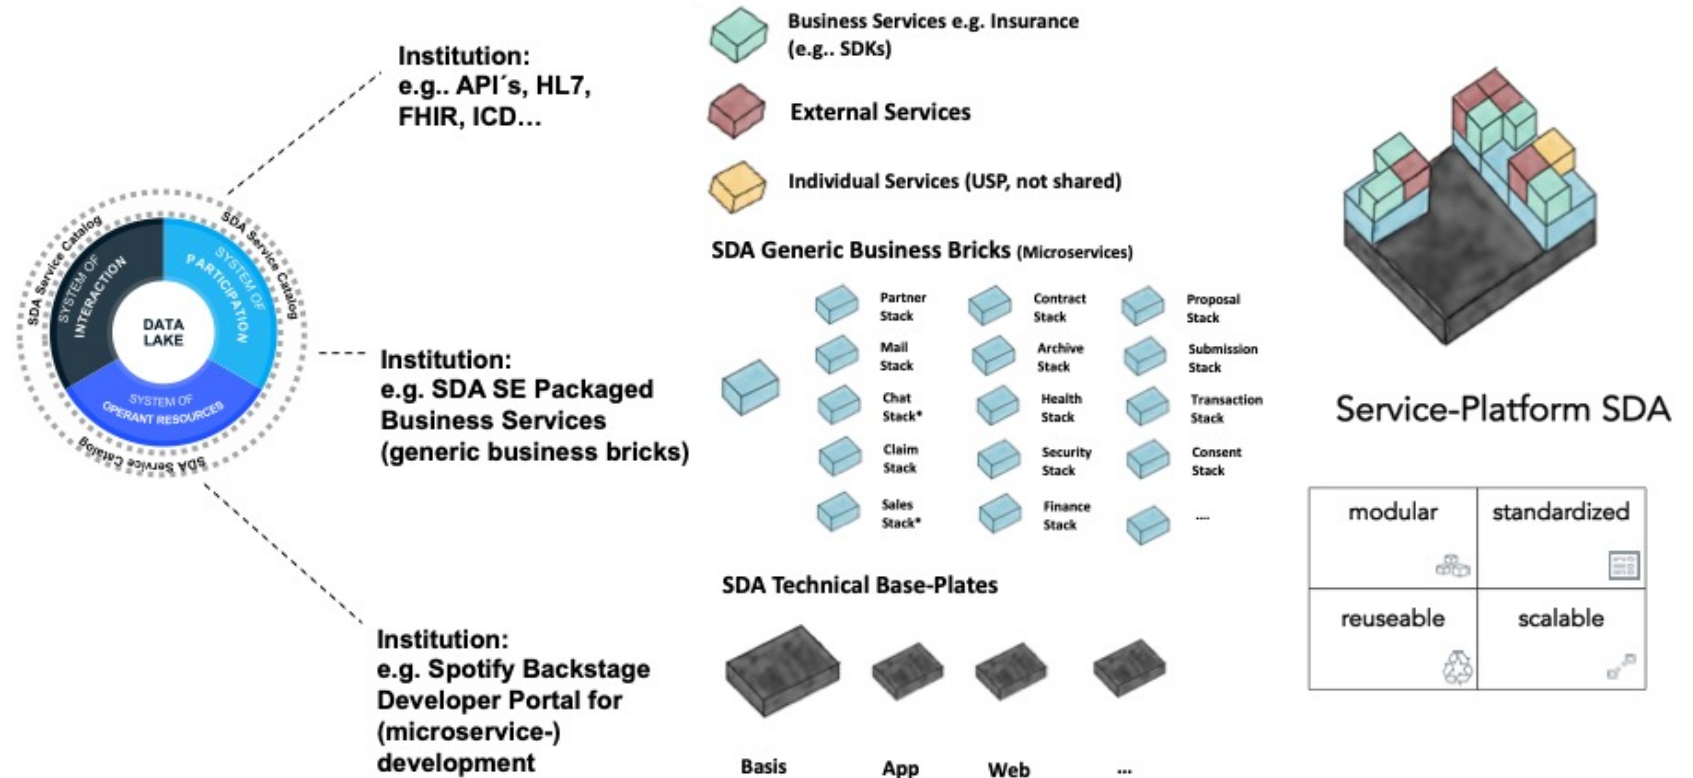 Institution:
e.g.. API´s, HL7,
FHIR, ICD...
SDA Service Catalog
SDA Service Catalog
SYSTEM OF
INTERACTION
SYSTEM OF
PARTICIPATION
DATA
LAKE
SYSTEM OF
OPERANT RESOURCES
SDA Service Catalog
Institution:
e.g. SDA SE Packaged
Business Services
(generic business bricks)
Institution:
e.g. Spotify Backstage
Developer Portal for
(microservice-)
development
Business Services e.g. Insurance
(e.g.. SDKs)
External Services
Individual Services (USP, not shared)
SDA Generic Business Bricks (Microservices)
Partner
Stack
Contract
Stack
Proposal
Stack
Mail
Stack
Archive
Stack
Submission
Stack
Chat
Stack*
Health
Stack
Transaction
Stack
Claim
Stack
Security
Stack
Consent
Stack
Sales
Stack*
Finance
Stack
....
SDA Technical Base-Plates
Basis
App
Web
...
Service-Platform SDA
modular
standardized
reuseable
scalable